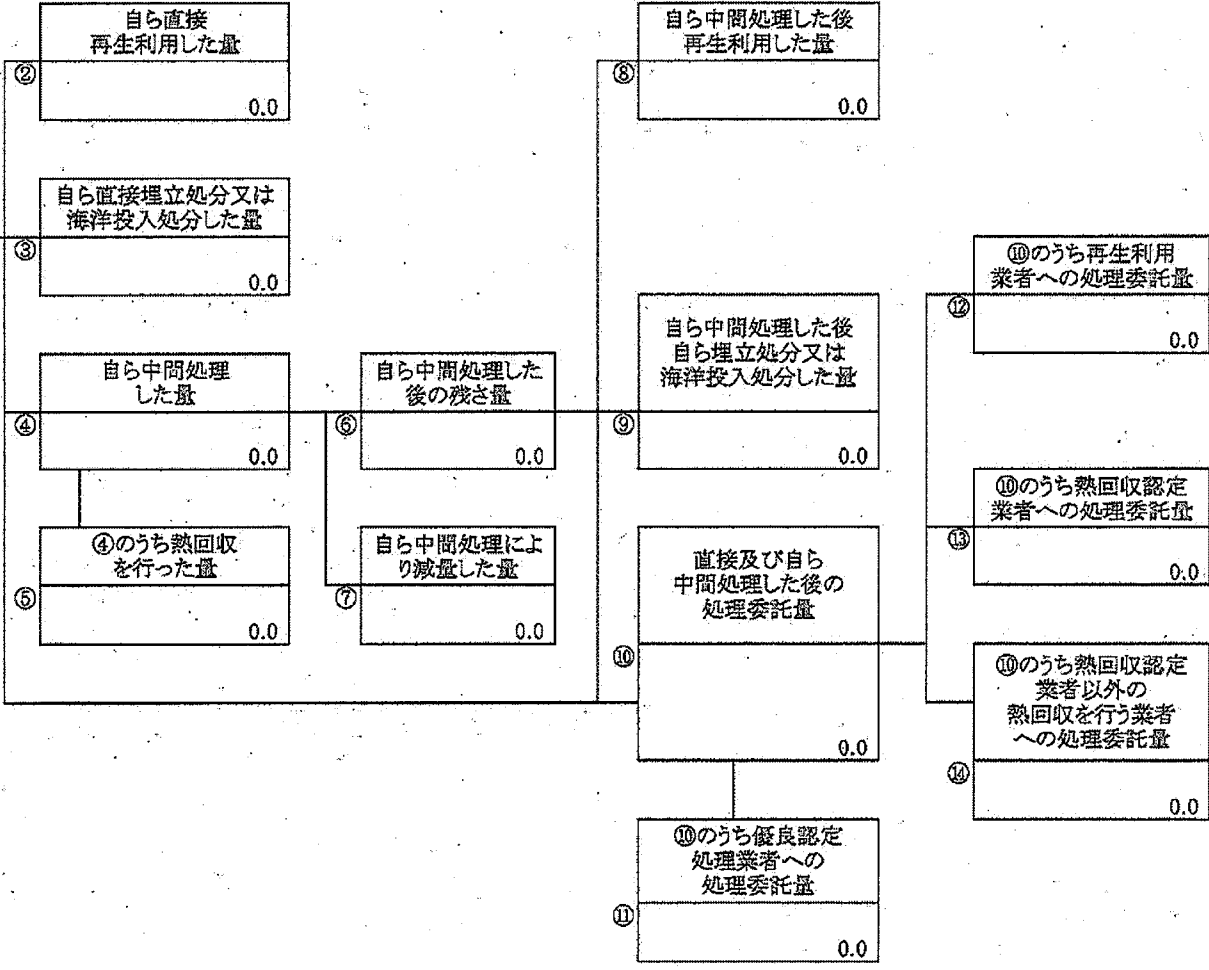 自ら直接
再生利用した量
②
0.0
自ら直接埋立処分又は
海洋投入処分した量
③
0.0
自ら中間処理
した量
④
0.0
④のうち熱回収
を行った量
⑤
0.0
自ら中間処理した
後の残さ量
⑥
0.0
自ら中間処理によ
り減量した量
⑦
0.0
自ら中間処理した後
再生利用した量
⑧
0.0
自ら中間処理した後
自ら埋立処分又は
海洋投入処分した量
⑨
0.0
直接及び自ら
中間処理した後の
処理委託量
⑩
0.0
⑩のうち優良認定
処理業者への
処理委託量
⑪
0.0
⑩のうち再生利用
業者への処理委託量
⑫
0.0
⑩のうち熱回収認定
業者への処理委託量
⑬
0.0
⑩のうち熱回収認定
業者以外の
熱回収を行う業者
への処理委託量
⑭
0.0